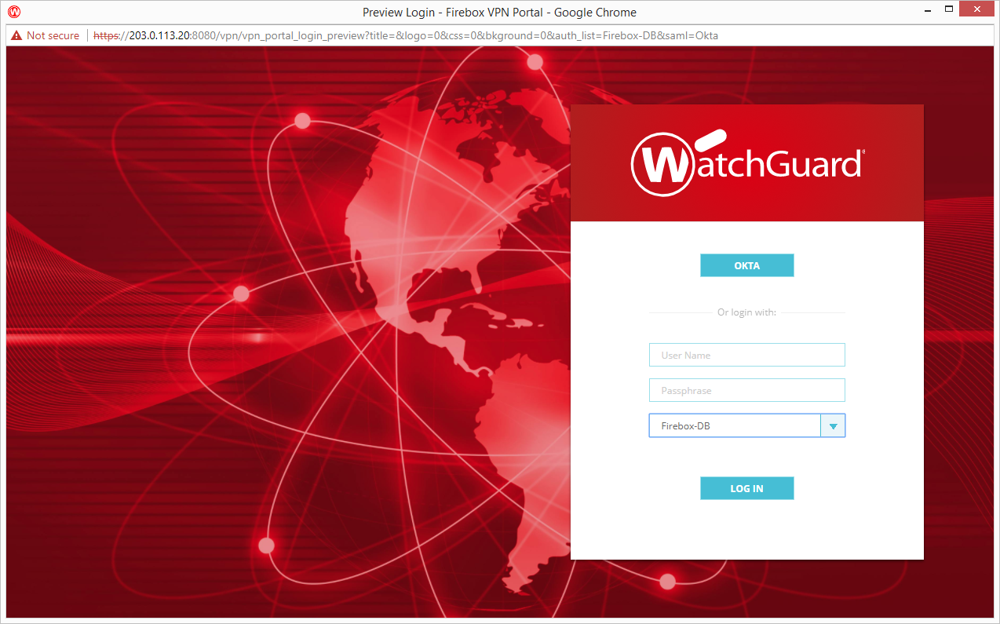 Preview Login - Firebox VPN Portal - Google Chrome
Not secure | https://203.0.113.20:8080/vpn/vpn_portal_login_preview?title=&logo=0&css=0&bkground=0&auth_list=Firebox-DB&saml=Okta
WatchGuard
OKTA
Or login with:
User Name
Passphrase
Firebox-DB
LOG IN